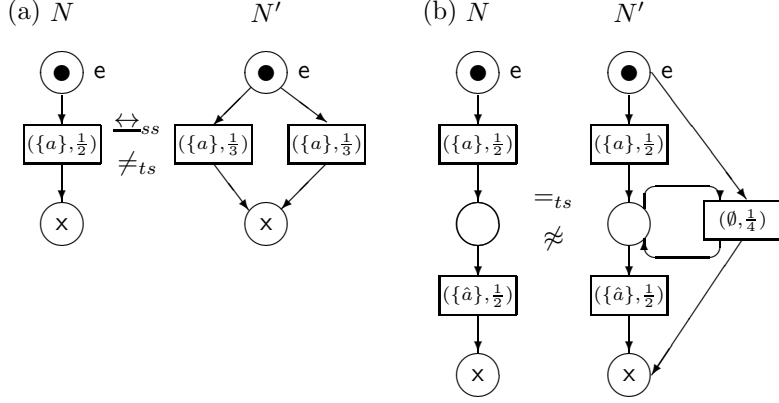 (a) N N′ (b) N N′
e e e e
({a},½) ↔ss ({a},⅓) ({a},⅓) ({a},½) ({a},½)
≠ts
x x =ts (∅,¼)
≉
({â},½) ({â},½)
x x